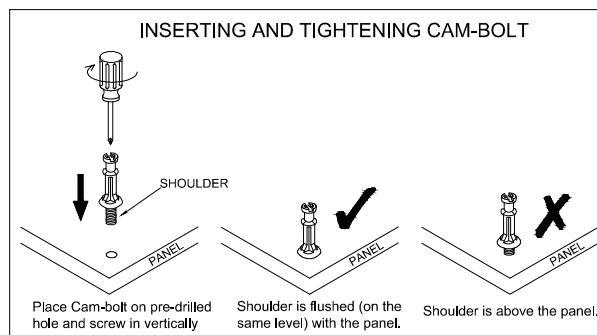 INSERTING AND TIGHTENING CAM-BOLT
SHOULDER
PANEL
Place Cam-bolt on pre-drilled
hole and screw in vertically
PANEL
Shoulder is flushed (on the
same level) with the panel.
PANEL
Shoulder is above the panel.